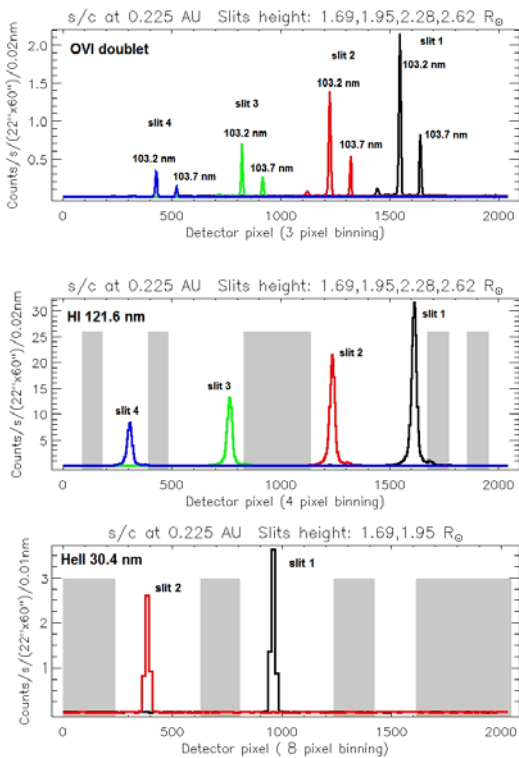 s/c at 0.225 AU Slits height: 1.69,1.95,2.28,2.62 R⊙
OVI doublet
slit 1
103.2 nm
slit 2
103.2 nm
slit 3
103.2 nm
slit 4
103.2 nm
103.7 nm
103.7 nm
103.7 nm
103.7 nm
2.0
1.5
1.0
0.5
Counts/s/(22"x60")/0.02nm
0 500 1000 1500 2000
Detector pixel (3 pixel binning)
s/c at 0.225 AU Slits height: 1.69,1.95,2.28,2.62 R⊙
HI 121.6 nm
slit 1
slit 2
slit 3
slit 4
30
25
20
15
10
5
Counts/s/(22"x60")/0.02nm
0 500 1000 1500 2000
Detector pixel (4 pixel binning)
s/c at 0.225 AU Slits height: 1.69,1.95 R⊙
HeII 30.4 nm
slit 1
slit 2
3
2
1
Counts/s/(22"x60")/0.01nm
0 500 1000 1500 2000
Detector pixel ( 8 pixel binning)